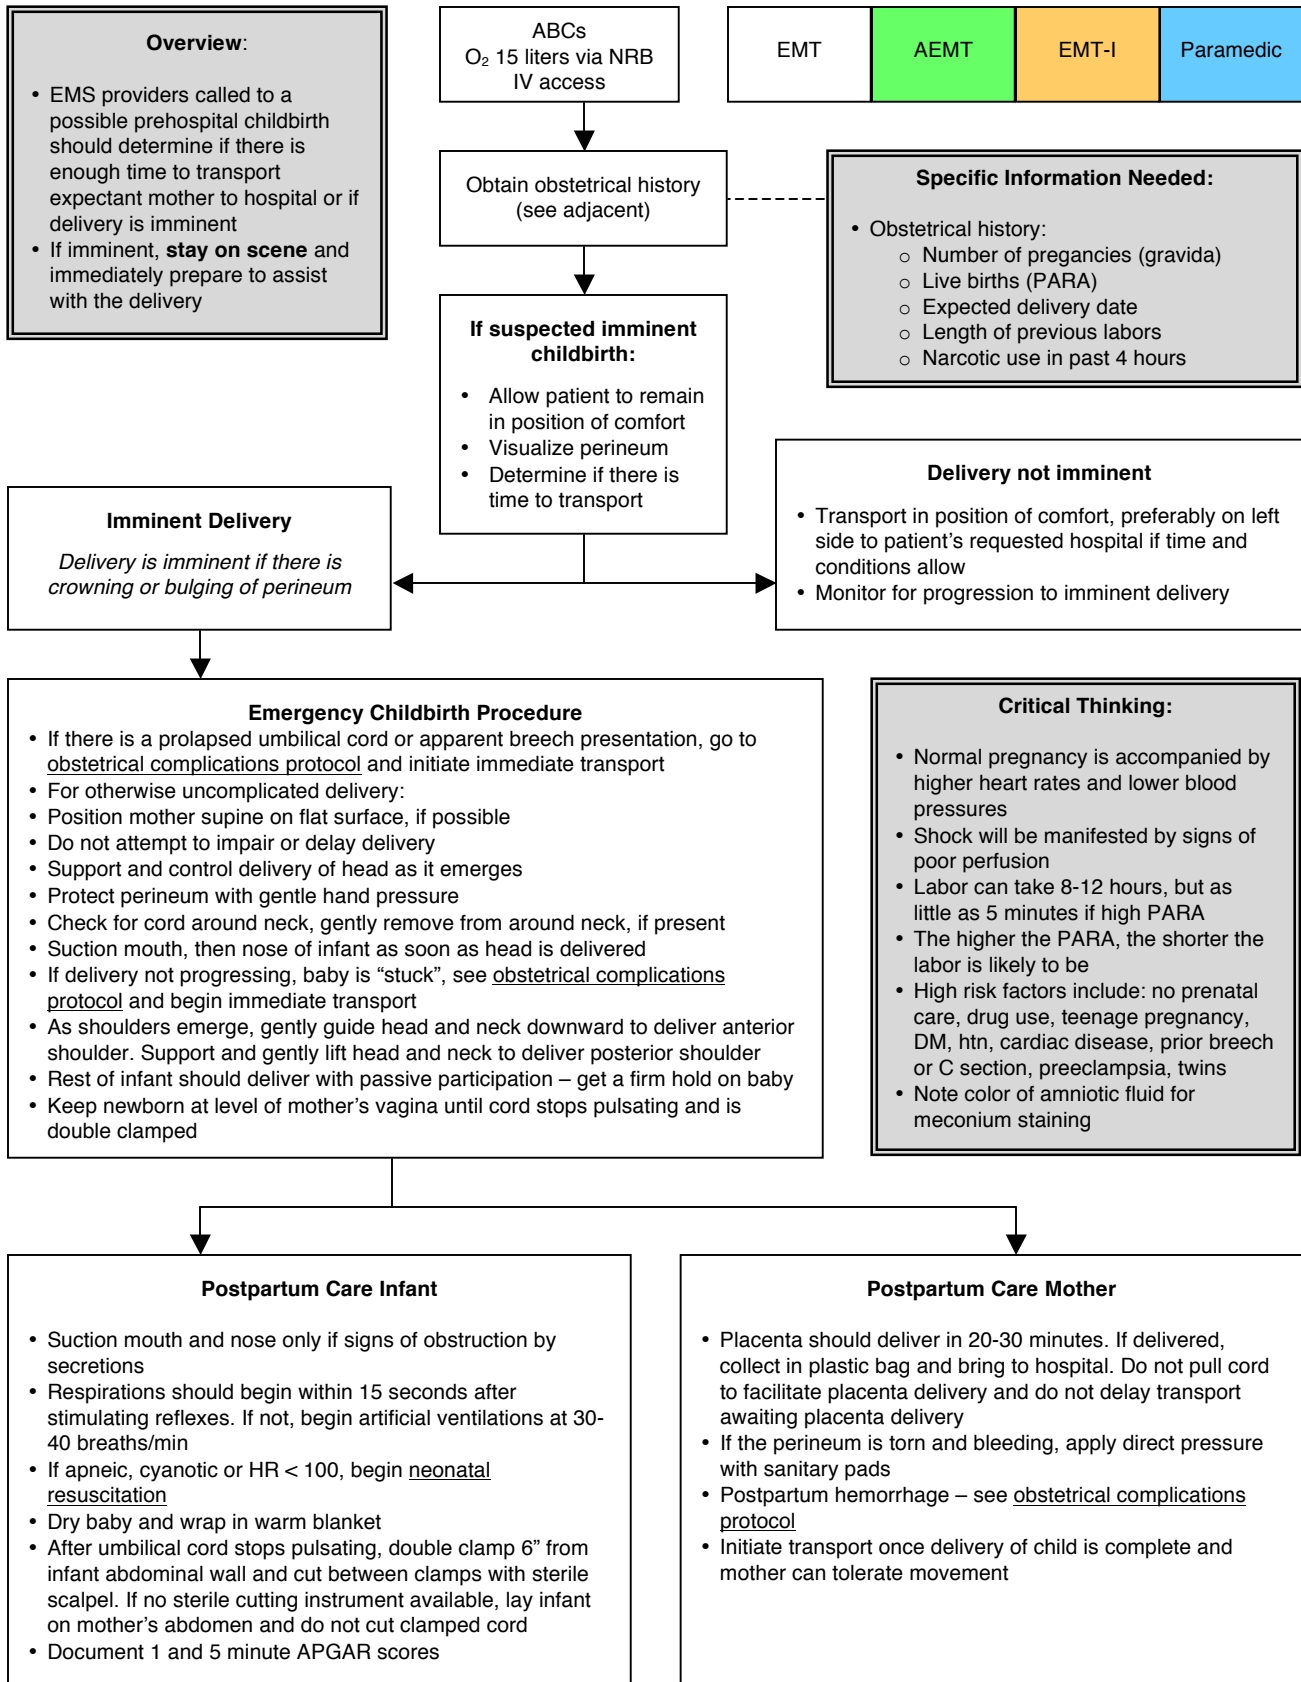 Overview:
• EMS providers called to a
possible prehospital childbirth
should determine if there is
enough time to transport
expectant mother to hospital or if
delivery is imminent
• If imminent, stay on scene and
immediately prepare to assist
with the delivery
ABCs
O₂ 15 liters via NRB
IV access
EMT
AEMT
EMT-I
Paramedic
Obtain obstetrical history
(see adjacent)
Specific Information Needed:
• Obstetrical history:
o Number of pregancies (gravida)
o Live births (PARA)
o Expected delivery date
o Length of previous labors
o Narcotic use in past 4 hours
If suspected imminent
childbirth:
• Allow patient to remain
in position of comfort
• Visualize perineum
• Determine if there is
time to transport
Imminent Delivery
Delivery is imminent if there is
crowning or bulging of perineum
Delivery not imminent
• Transport in position of comfort, preferably on left
side to patient’s requested hospital if time and
conditions allow
• Monitor for progression to imminent delivery
Emergency Childbirth Procedure
• If there is a prolapsed umbilical cord or apparent breech presentation, go to
obstetrical complications protocol and initiate immediate transport
• For otherwise uncomplicated delivery:
• Position mother supine on flat surface, if possible
• Do not attempt to impair or delay delivery
• Support and control delivery of head as it emerges
• Protect perineum with gentle hand pressure
• Check for cord around neck, gently remove from around neck, if present
• Suction mouth, then nose of infant as soon as head is delivered
• If delivery not progressing, baby is “stuck”, see obstetrical complications
protocol and begin immediate transport
• As shoulders emerge, gently guide head and neck downward to deliver anterior
shoulder. Support and gently lift head and neck to deliver posterior shoulder
• Rest of infant should deliver with passive participation – get a firm hold on baby
• Keep newborn at level of mother’s vagina until cord stops pulsating and is
double clamped
Critical Thinking:
• Normal pregnancy is accompanied by
higher heart rates and lower blood
pressures
• Shock will be manifested by signs of
poor perfusion
• Labor can take 8-12 hours, but as
little as 5 minutes if high PARA
• The higher the PARA, the shorter the
labor is likely to be
• High risk factors include: no prenatal
care, drug use, teenage pregnancy,
DM, htn, cardiac disease, prior breech
or C section, preeclampsia, twins
• Note color of amniotic fluid for
meconium staining
Postpartum Care Infant
• Suction mouth and nose only if signs of obstruction by
secretions
• Respirations should begin within 15 seconds after
stimulating reflexes. If not, begin artificial ventilations at 30-
40 breaths/min
• If apneic, cyanotic or HR < 100, begin neonatal
resuscitation
• Dry baby and wrap in warm blanket
• After umbilical cord stops pulsating, double clamp 6” from
infant abdominal wall and cut between clamps with sterile
scalpel. If no sterile cutting instrument available, lay infant
on mother’s abdomen and do not cut clamped cord
• Document 1 and 5 minute APGAR scores
Postpartum Care Mother
• Placenta should deliver in 20-30 minutes. If delivered,
collect in plastic bag and bring to hospital. Do not pull cord
to facilitate placenta delivery and do not delay transport
awaiting placenta delivery
• If the perineum is torn and bleeding, apply direct pressure
with sanitary pads
• Postpartum hemorrhage – see obstetrical complications
protocol
• Initiate transport once delivery of child is complete and
mother can tolerate movement